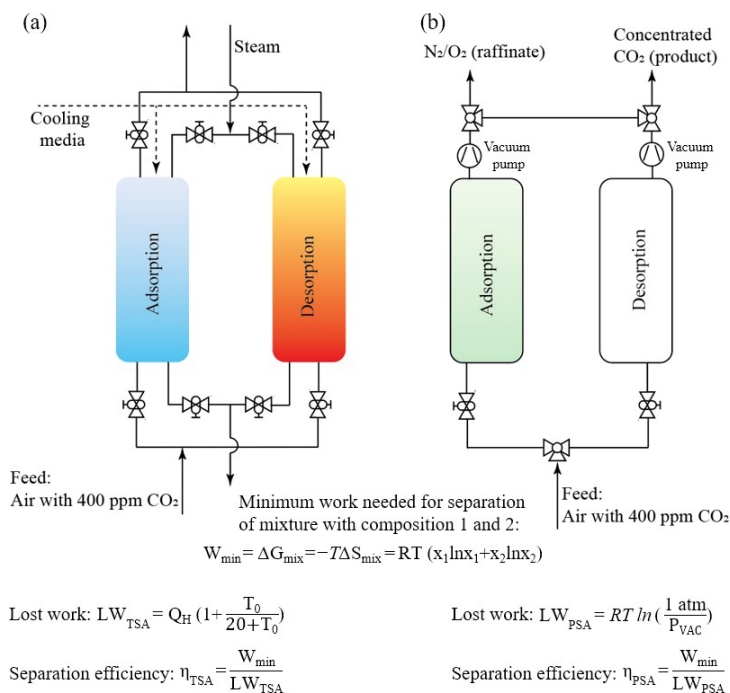 (a)
Steam
Cooling
media
Adsorption
Desorption
Feed:
Air with 400 ppm CO₂
(b)
N₂/O₂ (raffinate)
Concentrated
CO₂ (product)
Vacuum
pump
Vacuum
pump
Adsorption
Desorption
Feed:
Air with 400 ppm CO₂
Minimum work needed for separation
of mixture with composition 1 and 2:
W_min = ΔG_mix = −TΔS_mix = RT (x₁lnx₁+x₂lnx₂)
Lost work: LW_TSA = Q_H (1+ T₀/(20+T₀))
Separation efficiency: η_TSA = W_min/LW_TSA
Lost work: LW_PSA = RT ln( 1 atm/P_VAC )
Separation efficiency: η_PSA = W_min/LW_PSA